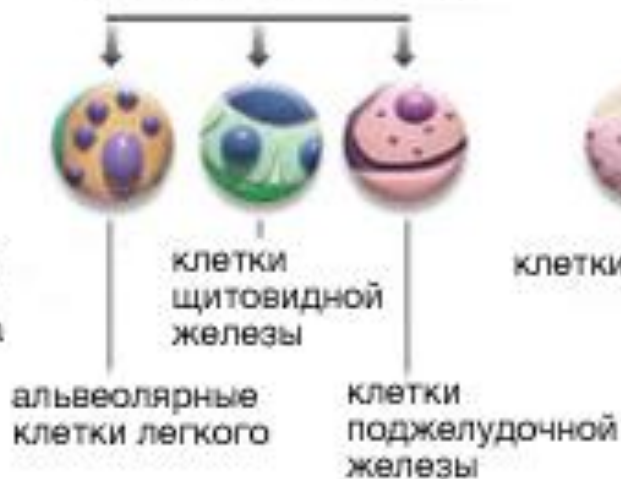 клетки
щитовидной
железы
клетки
альвеолярные
клетки легкого
клетки
поджелудочной
железы